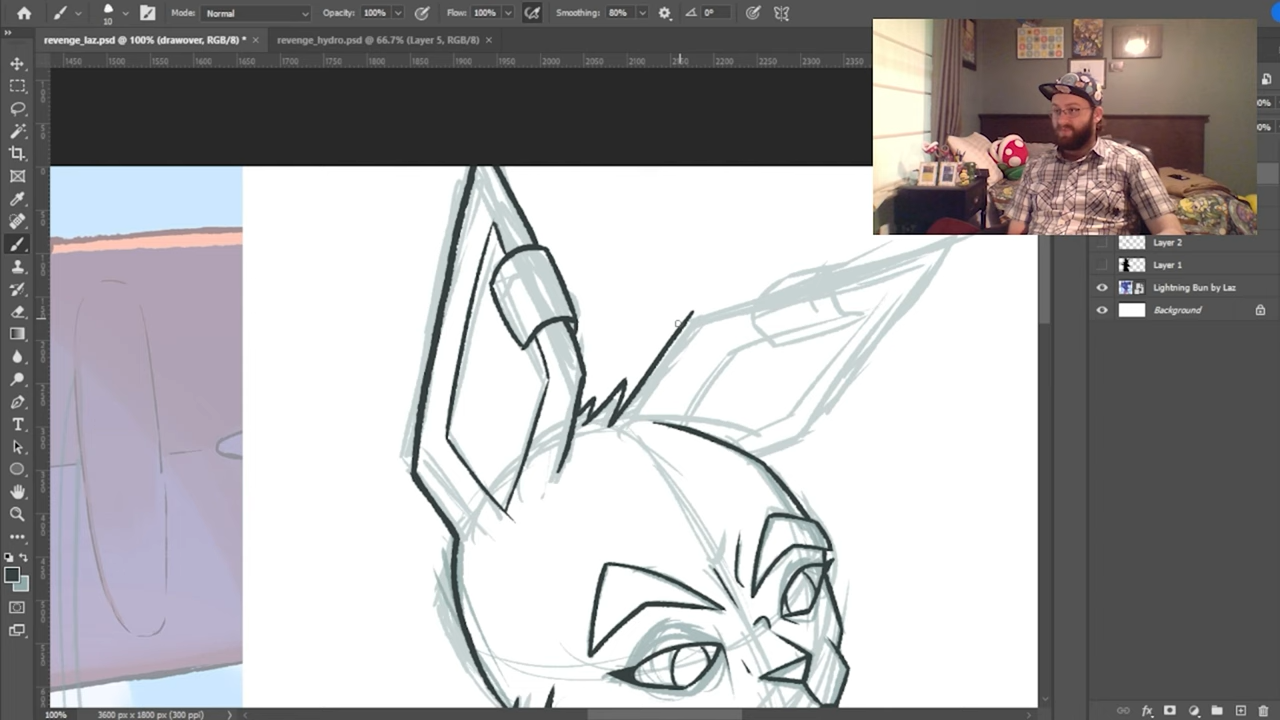 Mode: Normal Opacity: 100% Flow: 100% Smoothing: 80% 0°
10
revenge_laz.psd @ 100% (drawover, RGB/8) * × revenge_hydro.psd @ 66.7% (Layer 5, RGB/8) ×
1450 1500 1550 1600 1650 1700 1750 1800 1850 1900 1950 2000 2050 2100 2150 2200 2250 2300 2350
0%
0%
Layer 2
Layer 1
Lightning Bun by Laz
Background
100% 3600 px x 1800 px (300 ppi)